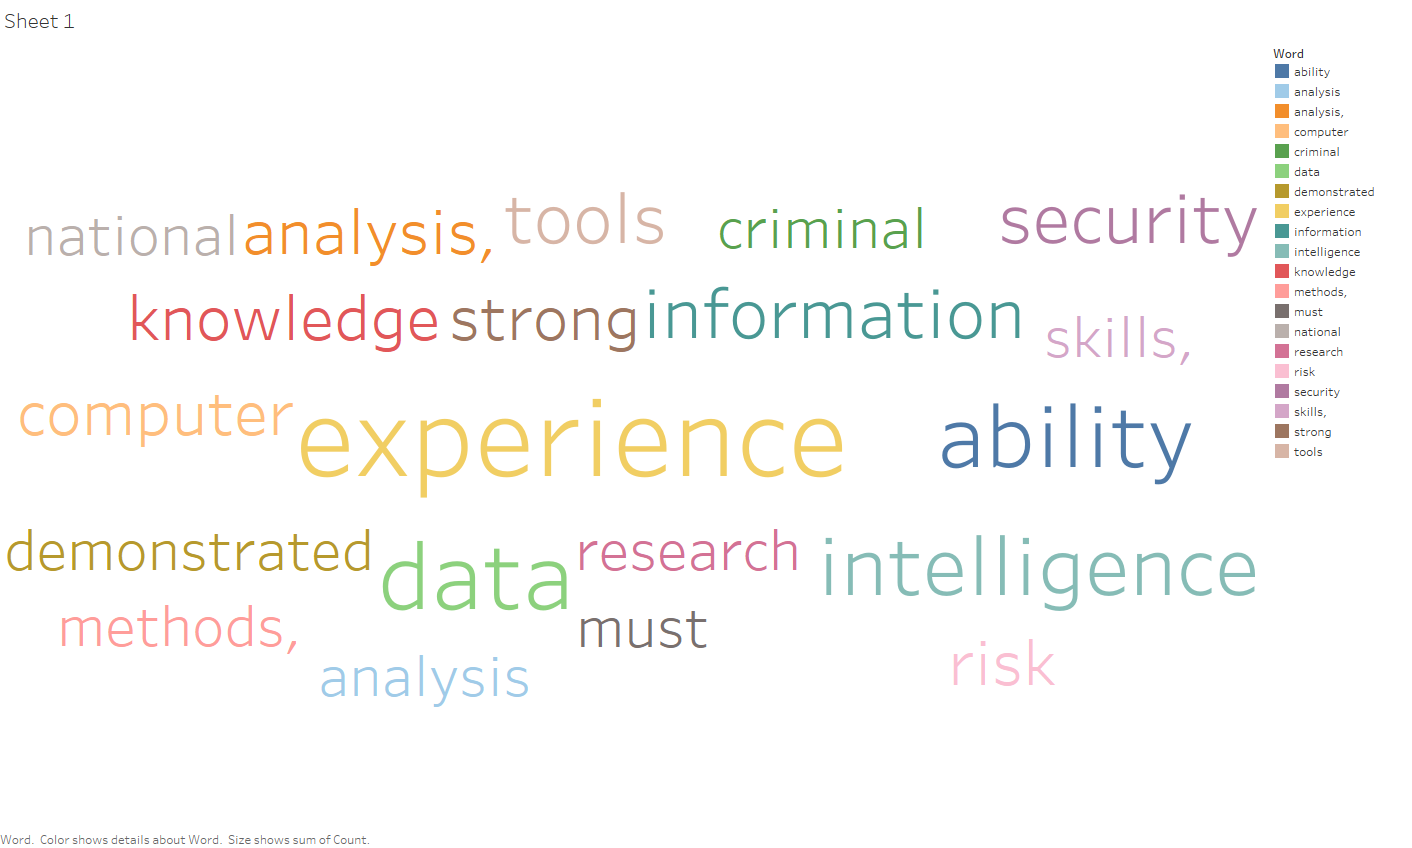 Sheet 1
national analysis, tools criminal security
knowledge strong information skills,
computer experience ability
demonstrated data research intelligence
methods, must
analysis risk
Word
ability
analysis
analysis,
computer
criminal
data
demonstrated
experience
information
intelligence
knowledge
methods,
must
national
research
risk
security
skills,
strong
tools
Word. Color shows details about Word. Size shows sum of Count.